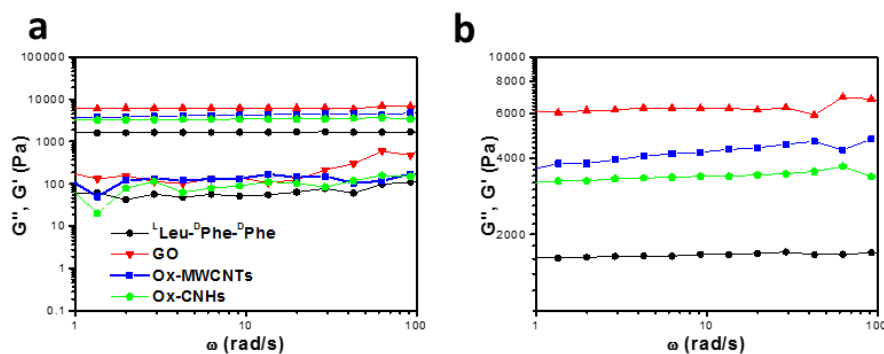 a
100000
10000
1000
100
10
1
0.1
G'', G' (Pa)
ᴸLeu-ᴰPhe-ᴰPhe
GO
Ox-MWCNTs
Ox-CNHs
1
10
100
ω (rad/s)
b
10000
8000
6000
4000
2000
G'', G' (Pa)
1
10
100
ω (rad/s)